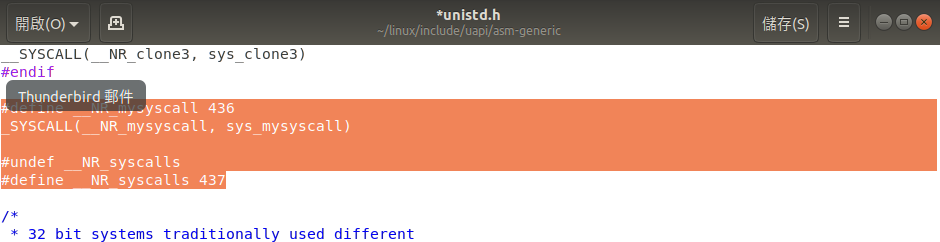 開啟(O)
*unistd.h
~/linux/include/uapi/asm-generic
儲存(S)
__SYSCALL(__NR_clone3, sys_clone3)
#endif
Thunderbird 郵件
#define __NR_mysyscall 436
_SYSCALL(__NR_mysyscall, sys_mysyscall)
#undef __NR_syscalls
#define __NR_syscalls 437
/*
* 32 bit systems traditionally used different